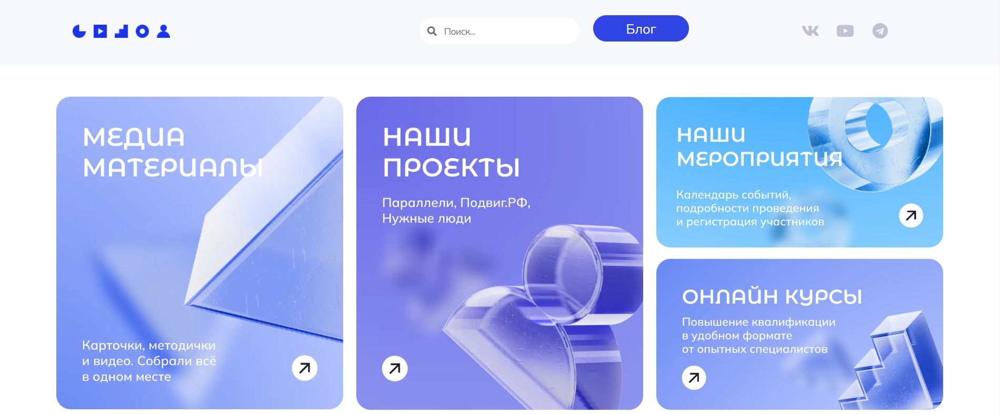 Поиск...
Блог
МЕДИА
МАТЕРИАЛЫ
Карточки, методички
и видео. Собрали всё
в одном месте
НАШИ
ПРОЕКТЫ
Параллели, Подвиг.РФ,
Нужные люди
НАШИ
МЕРОПРИЯТИЯ
Календарь событий,
подробности проведения
и регистрация участников
ОНЛАЙН КУРСЫ
Повышение квалификации
в удобном формате
от опытных специалистов